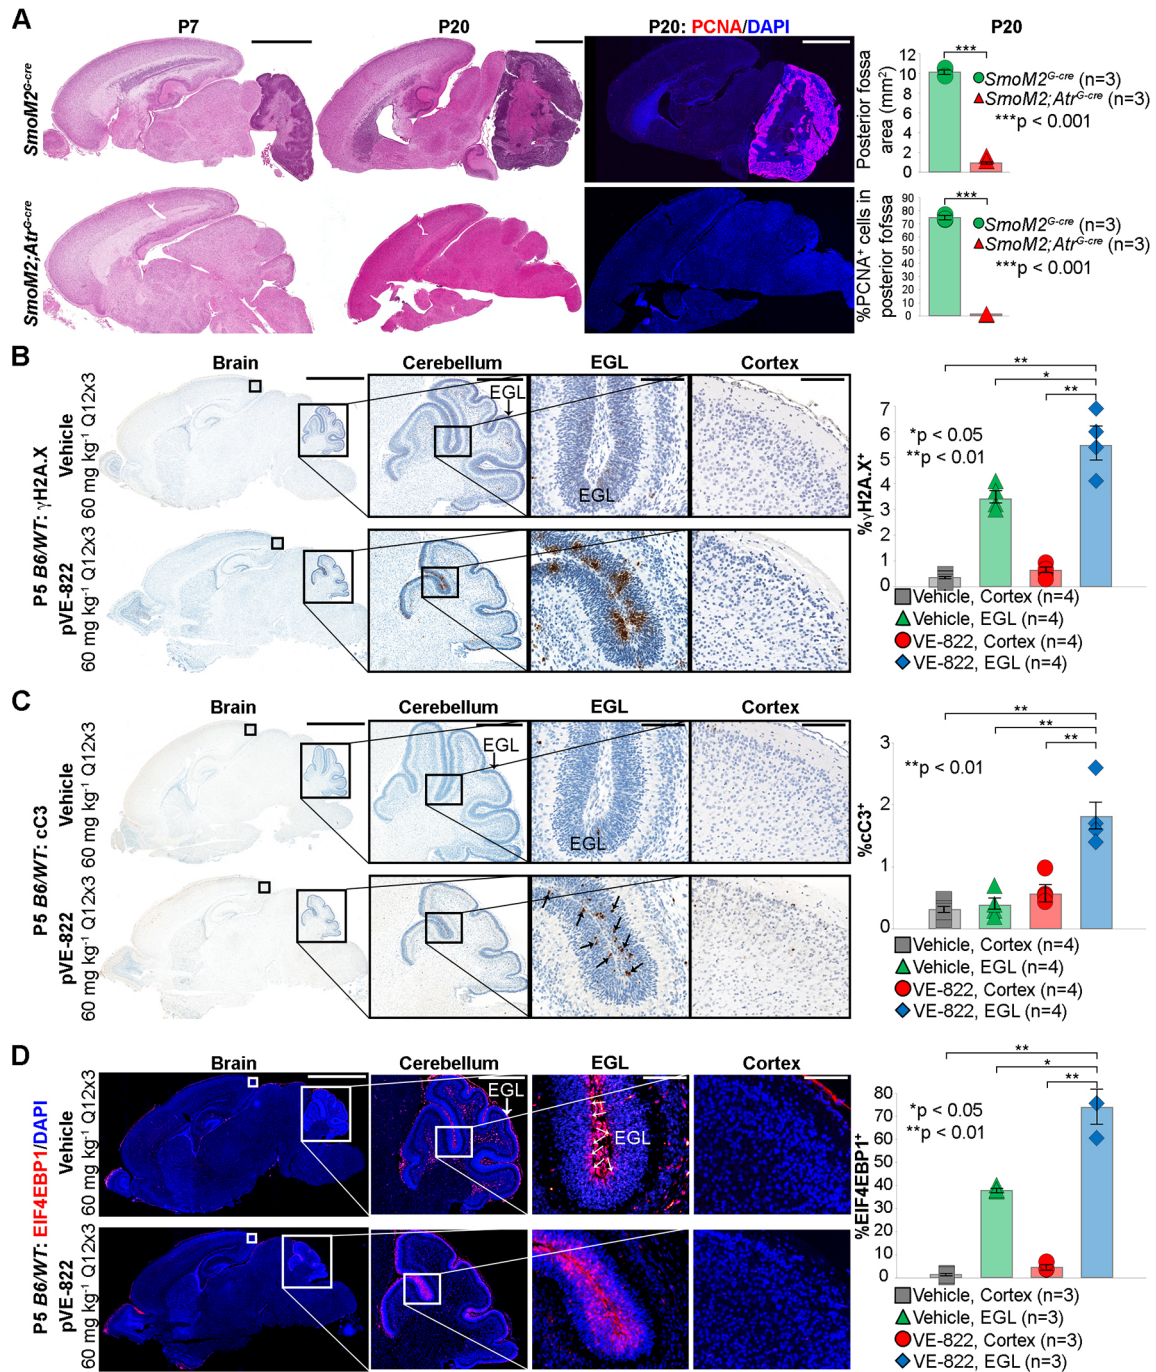 A
P7
P20
P20: PCNA/DAPI
P20
SmoM2G-cre
SmoM2;AtrG-cre
Posterior fossa
area (mm2)
12
10
8
6
4
2
0
***
SmoM2G-cre (n=3)
SmoM2;AtrG-cre (n=3)
***p < 0.001
%PCNA+ cells in
posterior fofssa
90
80
70
60
50
40
30
20
10
0
***
SmoM2G-cre (n=3)
SmoM2;AtrG-cre (n=3)
***p < 0.001
B
Brain
Cerebellum
EGL
Cortex
P5 B6/WT: γH2A.X
Vehicle
60 mg kg-1 Q12x3
pVE-822
60 mg kg-1 Q12x3
EGL
EGL
%γH2A.X+
7
6
5
4
3
2
1
0
**
*
**
*p < 0.05
**p < 0.01
Vehicle, Cortex (n=4)
Vehicle, EGL (n=4)
VE-822, Cortex (n=4)
VE-822, EGL (n=4)
C
Brain
Cerebellum
EGL
Cortex
P5 B6/WT: cC3
Vehicle
60 mg kg-1 Q12x3
pVE-822
60 mg kg-1 Q12x3
EGL
EGL
%cC3+
3
2
1
0
**
**
**
**p < 0.01
Vehicle, Cortex (n=4)
Vehicle, EGL (n=4)
VE-822, Cortex (n=4)
VE-822, EGL (n=4)
D
Brain
Cerebellum
EGL
Cortex
P5 B6/WT: EIF4EBP1/DAPI
Vehicle
60 mg kg-1 Q12x3
pVE-822
60 mg kg-1 Q12x3
EGL
EGL
%EIF4EBP1+
80
70
60
50
40
30
20
10
0
**
*
**
*p < 0.05
**p < 0.01
Vehicle, Cortex (n=3)
Vehicle, EGL (n=3)
VE-822, Cortex (n=3)
VE-822, EGL (n=3)